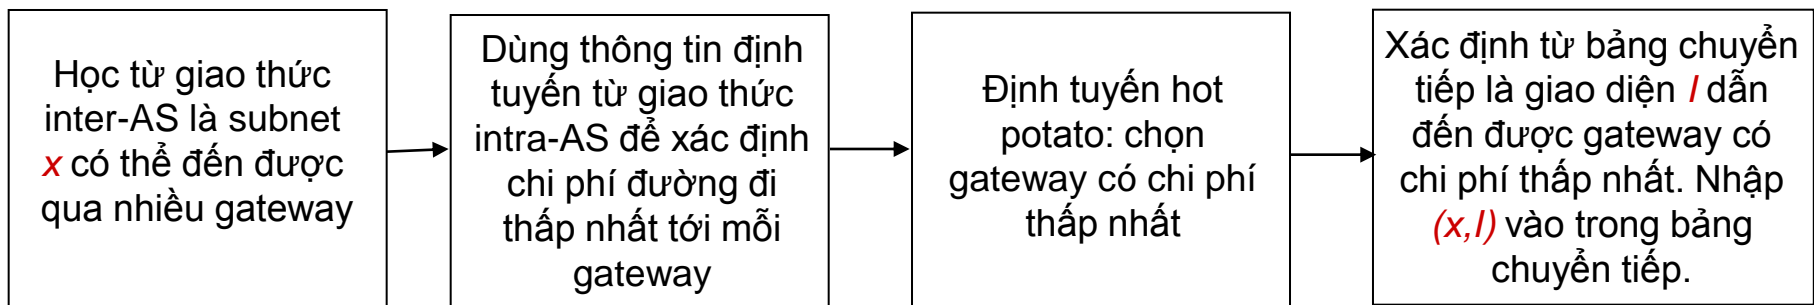 Học từ giao thức
inter-AS là subnet
x có thể đến được
qua nhiều gateway
Dùng thông tin định
tuyến từ giao thức
intra-AS để xác định
chi phí đường đi
thấp nhất tới mỗi
gateway
Định tuyến hot
potato: chọn
gateway có chi phí
thấp nhất
Xác định từ bảng chuyển
tiếp là giao diện I dẫn
đến được gateway có
chi phí thấp nhất. Nhập
(x,I) vào trong bảng
chuyển tiếp.